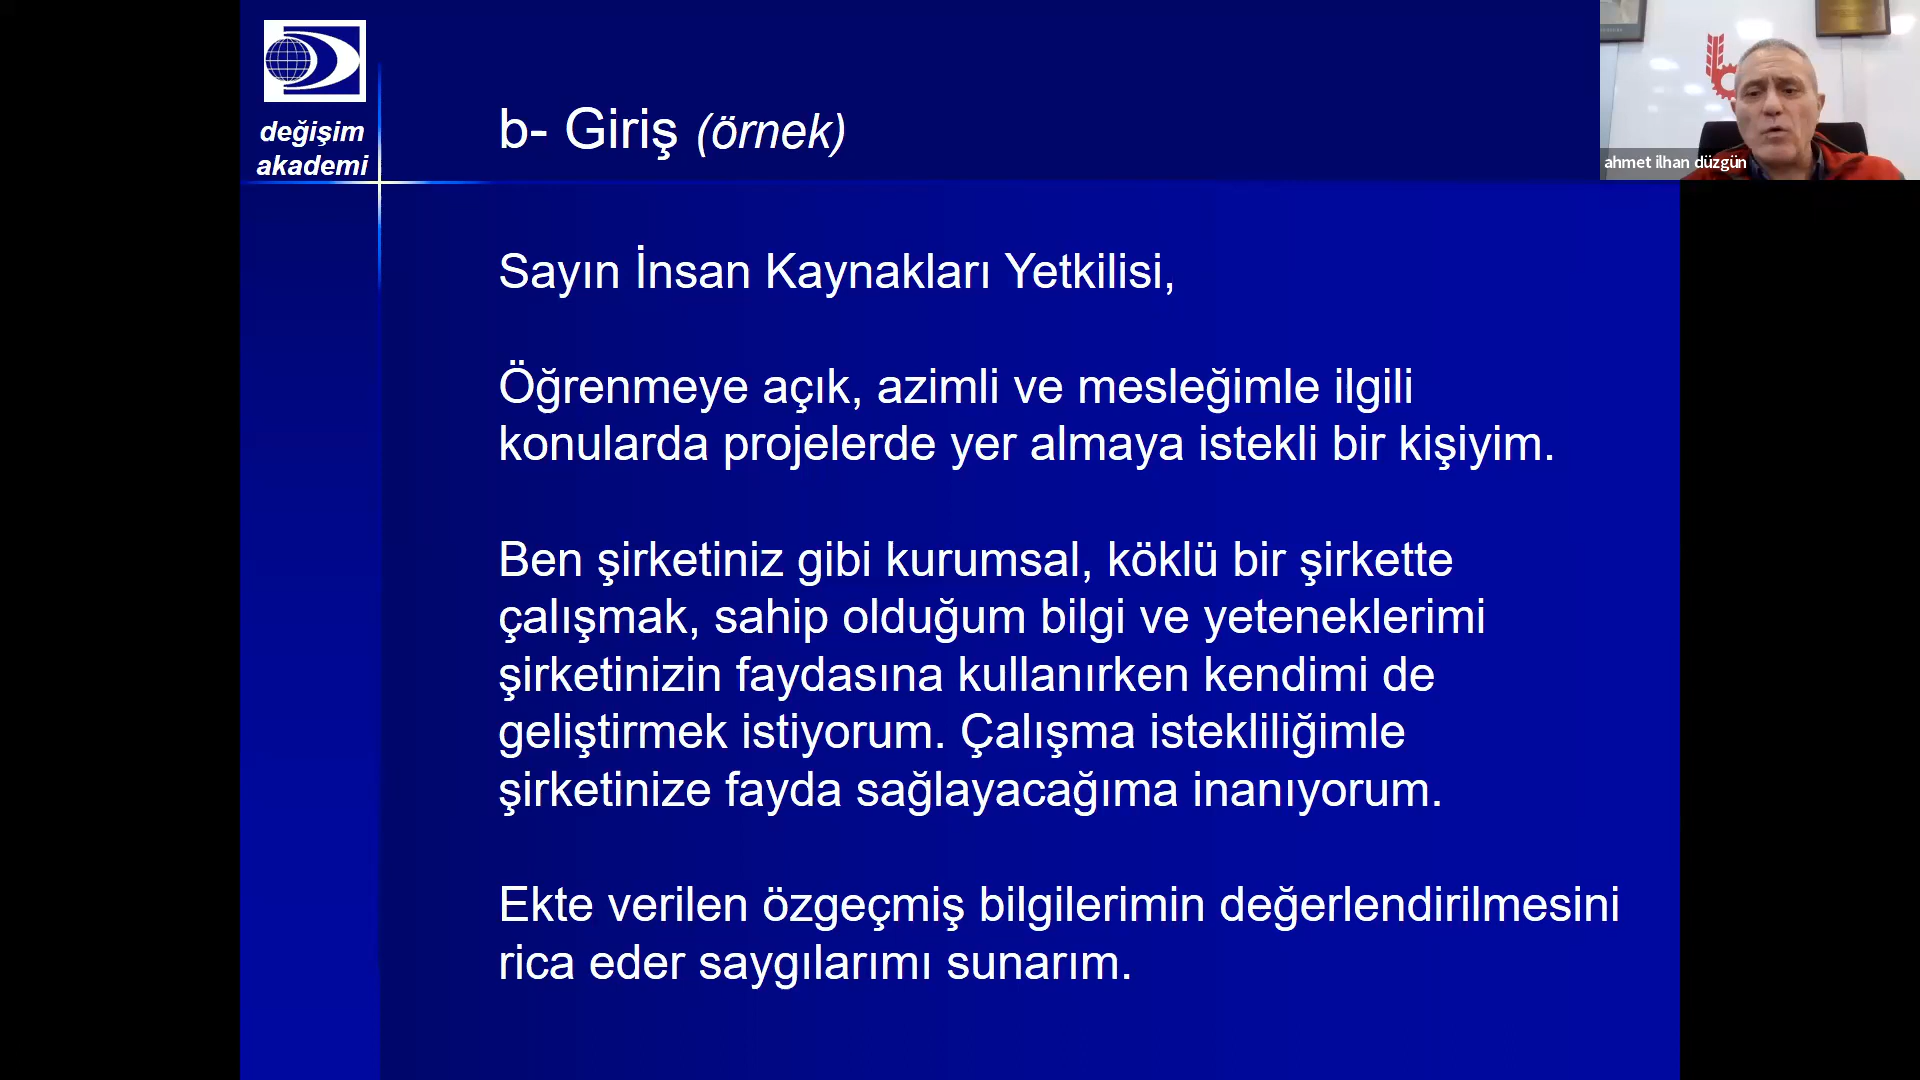 değişim
akademi
b- Giriş (örnek)
ahmet ilhan düzgün
Sayın İnsan Kaynakları Yetkilisi,
Öğrenmeye açık, azimli ve mesleğimle ilgili
konularda projelerde yer almaya istekli bir kişiyim.
Ben şirketiniz gibi kurumsal, köklü bir şirkette
çalışmak, sahip olduğum bilgi ve yeteneklerimi
şirketinizin faydasına kullanırken kendimi de
geliştirmek istiyorum. Çalışma istekliliğimle
şirketinize fayda sağlayacağıma inanıyorum.
Ekte verilen özgeçmiş bilgilerimin değerlendirilmesini
rica eder saygılarımı sunarım.